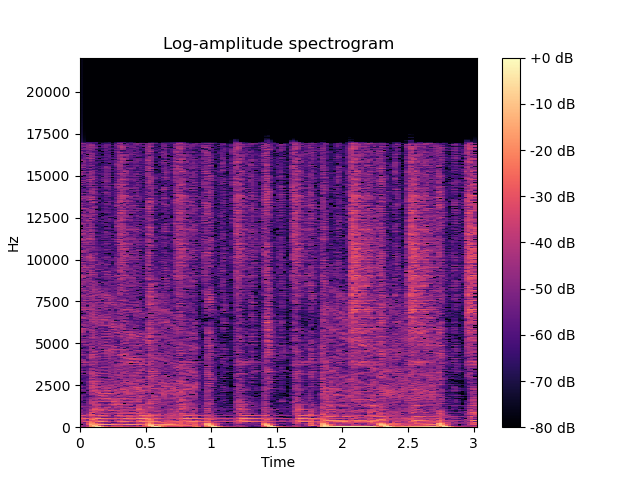 Log-amplitude spectrogram
20000
17500
15000
12500
10000
7500
5000
2500
0
Hz
0 0.5 1 1.5 2 2.5 3
Time
+0 dB
-10 dB
-20 dB
-30 dB
-40 dB
-50 dB
-60 dB
-70 dB
-80 dB